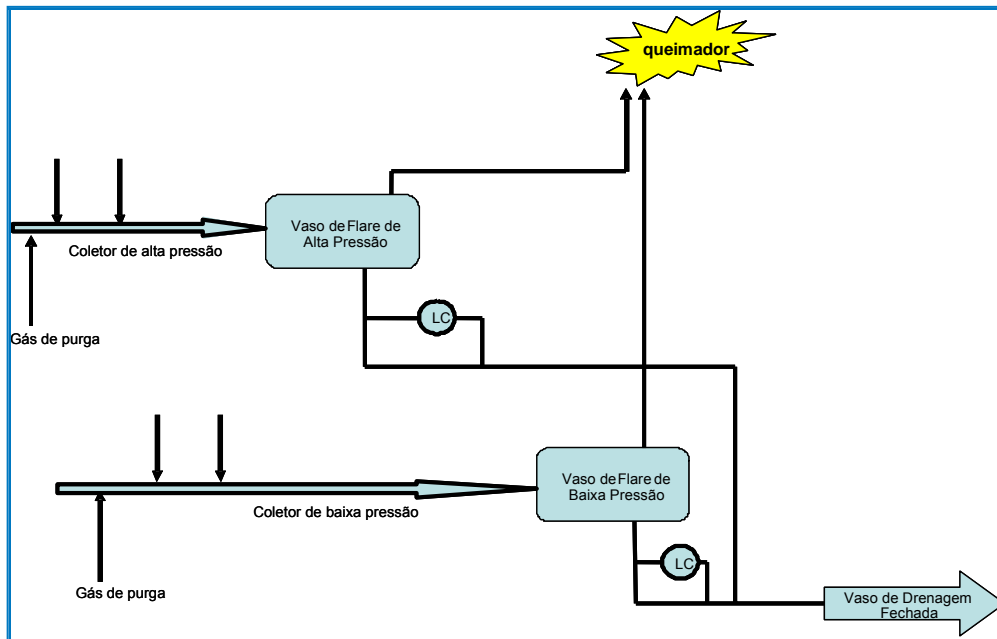 queimador
Vaso de Flare de
Alta Pressão
Coletor de alta pressão
LC
Gás de purga
Vaso de Flare de
Baixa Pressão
Coletor de baixa pressão
LC
Gás de purga
Vaso de Drenagem
Fechada